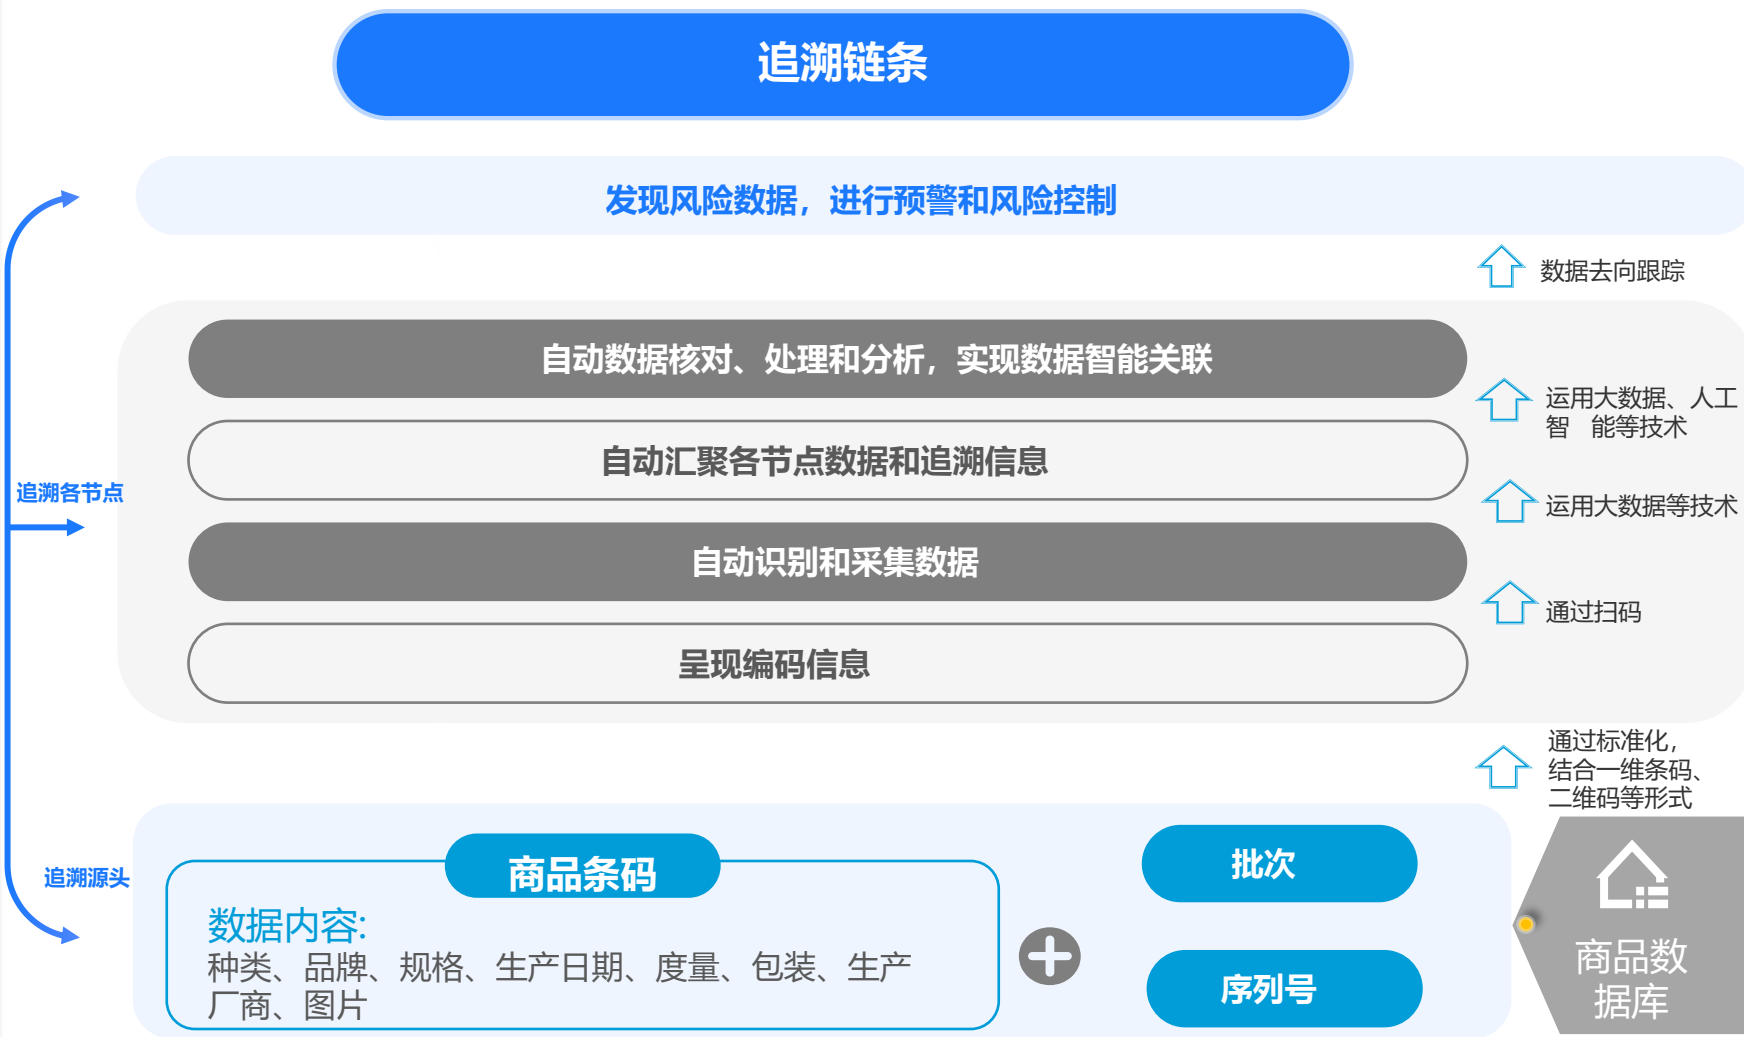 追溯链条
发现风险数据，进行预警和风险控制
数据去向跟踪
自动数据核对、处理和分析，实现数据智能关联
运用大数据、人工
智 能等技术
自动汇聚各节点数据和追溯信息
追溯各节点
运用大数据等技术
自动识别和采集数据
通过扫码
呈现编码信息
通过标准化，
结合一维条码、
二维码等形式
追溯源头
商品条码
数据内容:
种类、品牌、规格、生产日期、度量、包装、生产
厂商、图片
批次
序列号
商品数
据库